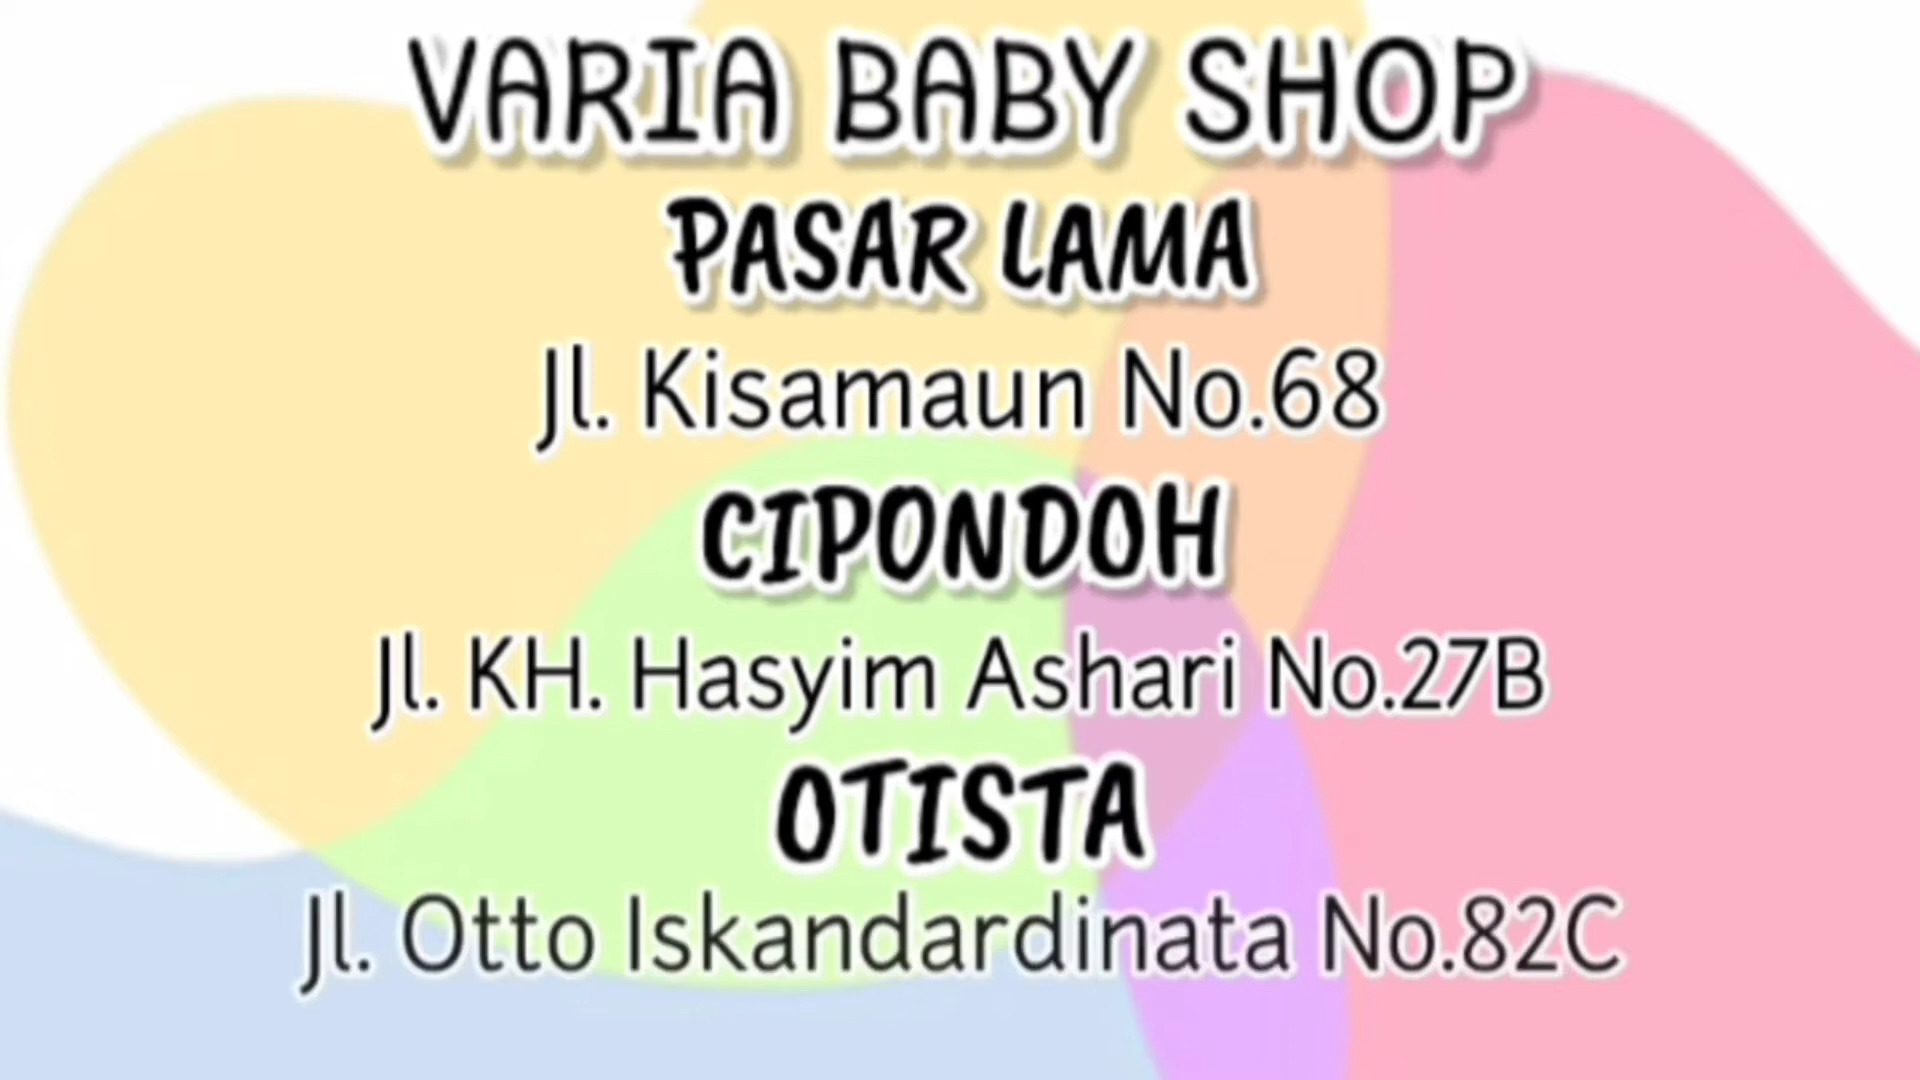 VARIA BABY SHOP
PASAR LAMA
Jl. Kisamaun No.68
CIPONDOH
Jl. KH. Hasyim Ashari No.27B
OTISTA
Jl. Otto Iskandardinata No.82C